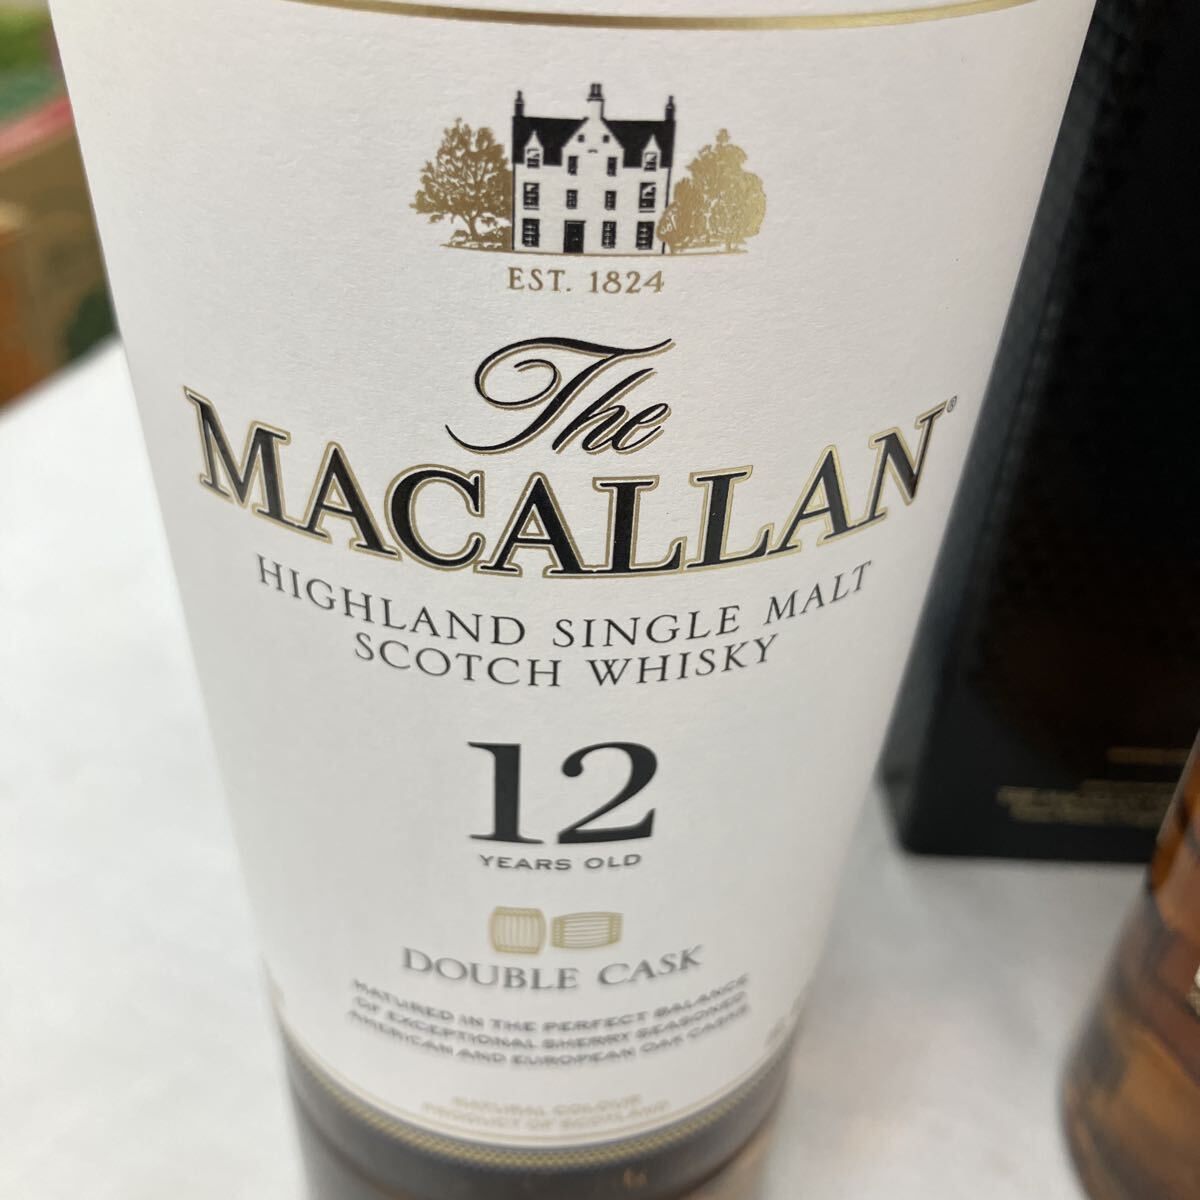 EST. 1824
The
MACALLAN®
HIGHLAND SINGLE MALT
SCOTCH WHISKY
12
YEARS OLD
DOUBLE CASK
MATURED IN THE PERFECT BALANCE
OF EXCEPTIONAL SHERRY SEASONED
AMERICAN AND EUROPEAN OAK CASKS
NATURAL COLOUR
PRODUCT OF SCOTLAND